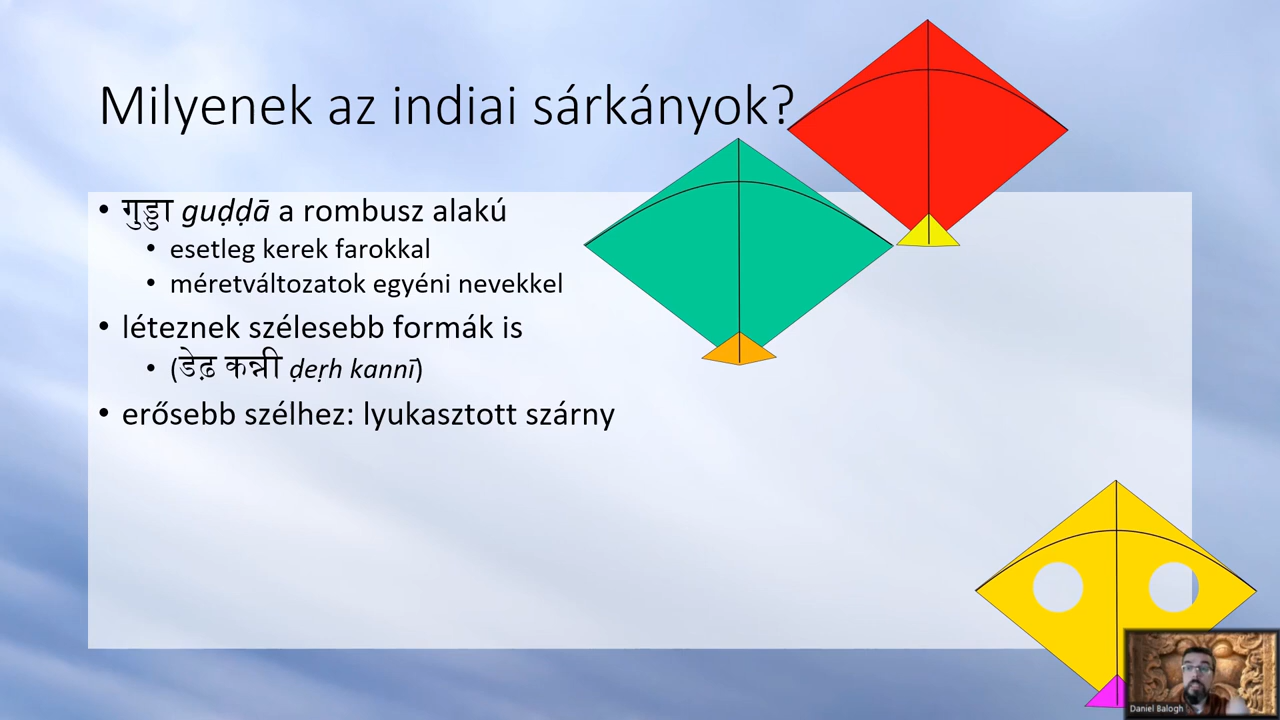 Milyenek az indiai sárkányok?
• गुड्डा guḍḍā a rombusz alakú
• esetleg kerek farokkal
• méretváltozatok egyéni nevekkel
• léteznek szélesebb formák is
• (डेढ़ कन्नी ḍeṛh kannī)
• erősebb szélhez: lyukasztott szárny
Daniel Balogh